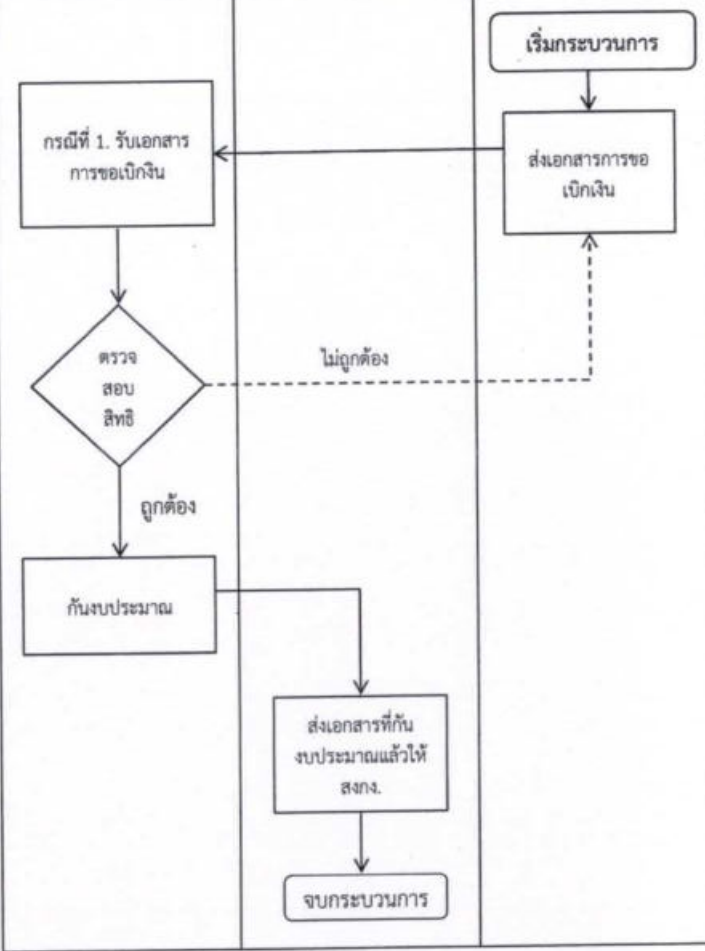 เริ่มกระบวนการ
ส่งเอกสารการขอ
เบิกเงิน
กรณีที่ 1. รับเอกสาร
การขอเบิกงิน
ตรวจ
สอบ
สิทธิ
ไม่ถูกต้อง
ถูกต้อง
กันงบประมาณ
ส่งเอกสารที่กัน
งบประมาณแล้วให้
สงกง.
จบกระบวนการ